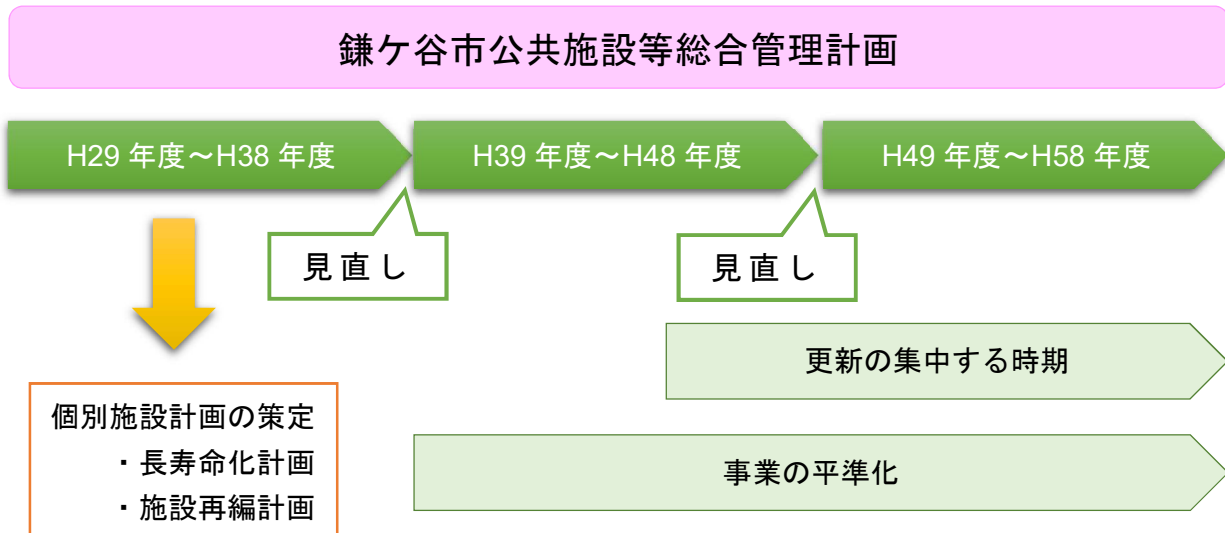 鎌ケ谷市公共施設等総合管理計画
H29 年度～H38 年度
H39 年度～H48 年度
H49 年度～H58 年度
見直し
見直し
更新の集中する時期
個別施設計画の策定
・長寿命化計画
・施設再編計画
事業の平準化